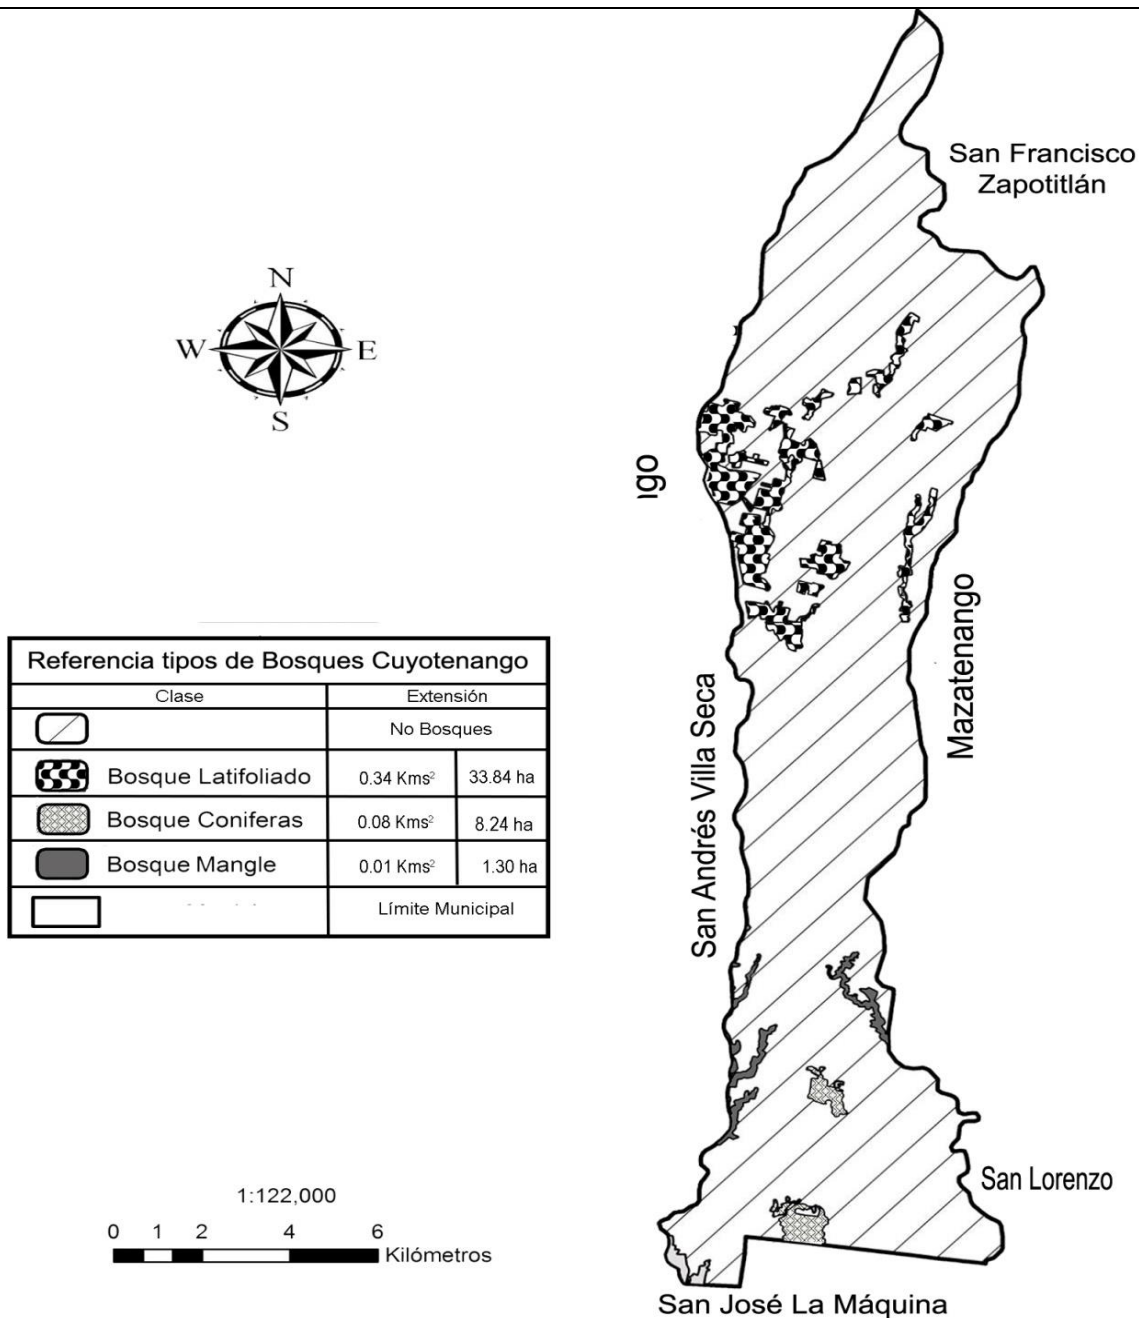 San Francisco
Zapotitlán
N
W
E
S
Referencia tipos de Bosques Cuyotenango
Clase
Extensión
No Bosques
Bosque Latifoliado
0.34 Kms²
33.84 ha
Bosque Coniferas
0.08 Kms²
8.24 ha
Bosque Mangle
0.01 Kms²
1.30 ha
Límite Municipal
San Andrés Villa Seca
Mazatenango
San Lorenzo
1:122,000
0 1 2 4 6
Kilómetros
San José La Máquina